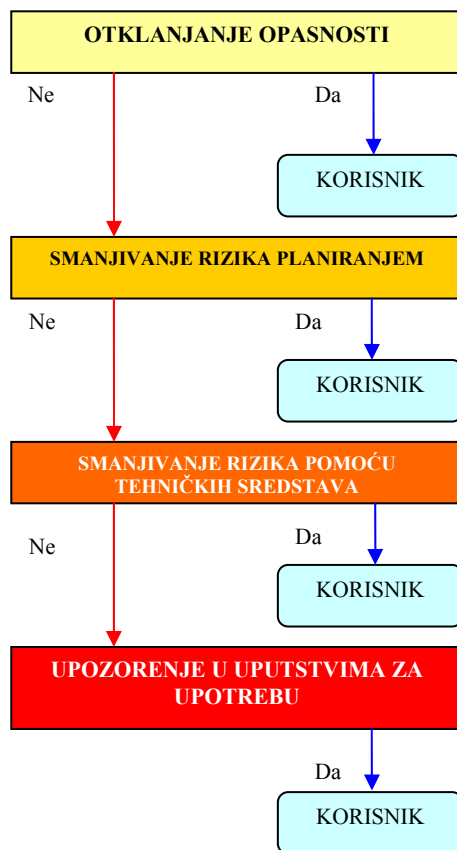 OTKLANJANJE OPASNOSTI
Ne
Da
KORISNIK
SMANJIVANJE RIZIKA PLANIRANJEM
Ne
Da
KORISNIK
SMANJIVANJE RIZIKA POMOĆU
TEHNIČKIH SREDSTAVA
Ne
Da
KORISNIK
UPOZORENJE U UPUTSTVIMA ZA
UPOTREBU
Da
KORISNIK